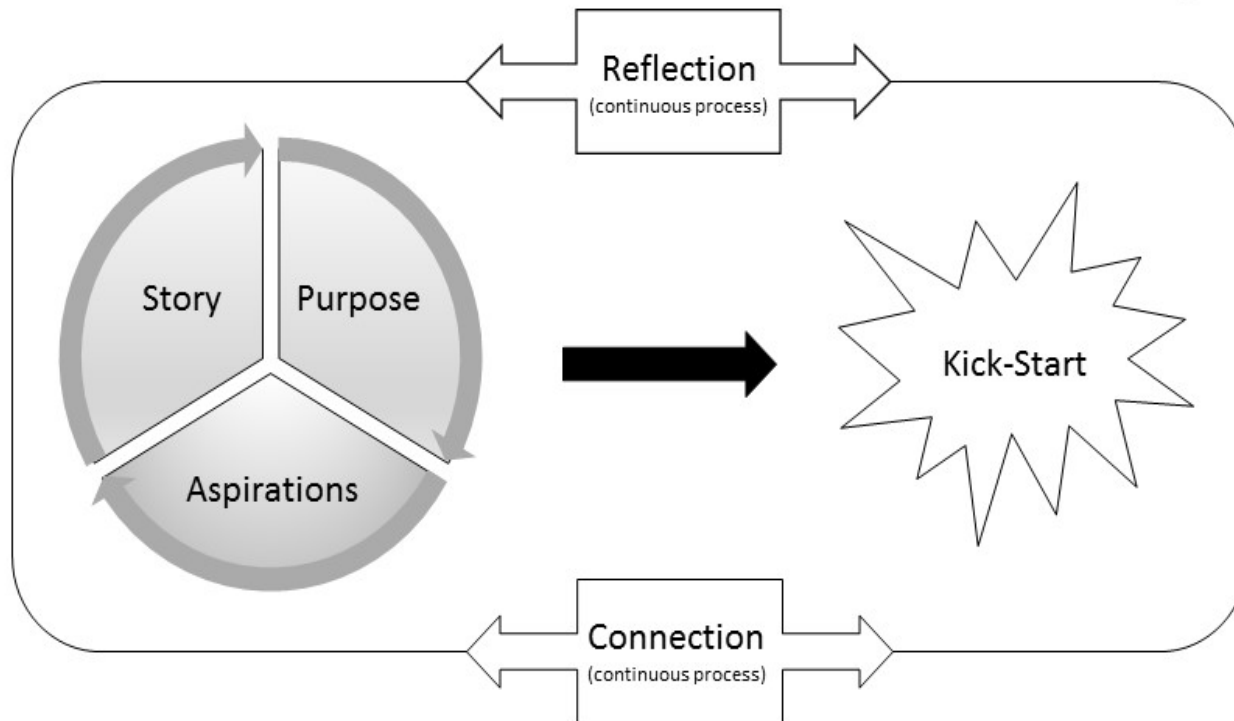 Reflection
(continuous process)
Story
Purpose
Aspirations
Kick-Start
Connection
(continuous process)